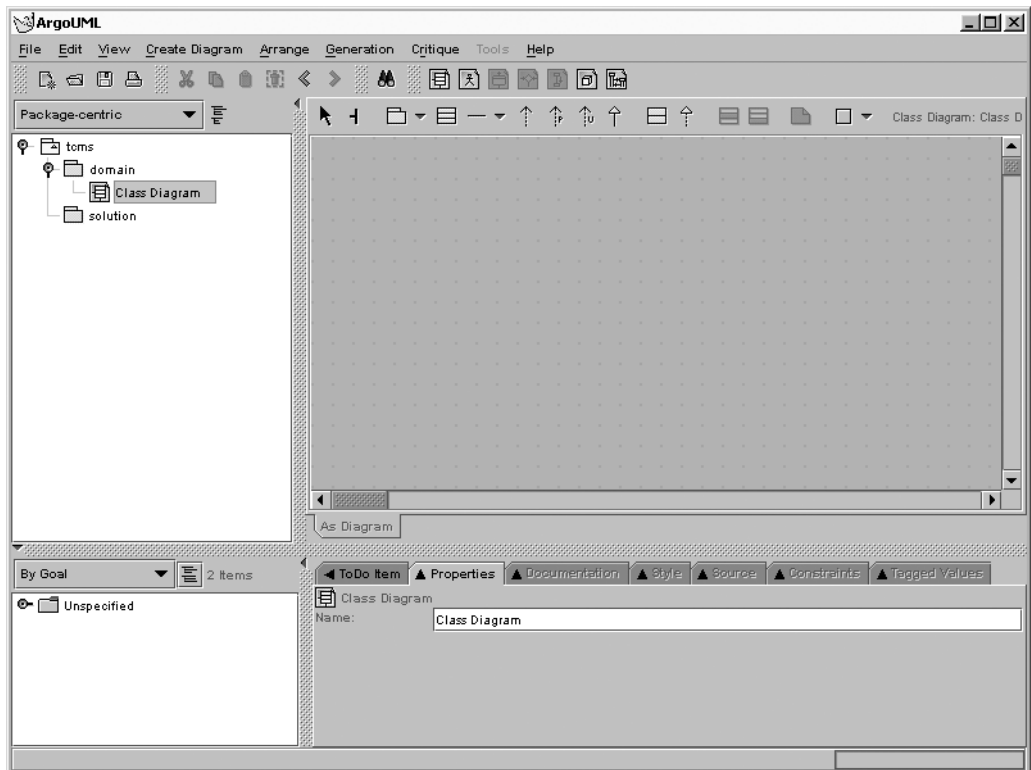 ArgoUML
File Edit View Create Diagram Arrange Generation Critique Tools Help
Package-centric
Class Diagram: Class D
tcms
domain
Class Diagram
solution
As Diagram
By Goal
2 Items
ToDo Item Properties Documentation Style Source Constraints Tagged Values
Unspecified
Class Diagram
Name:
Class Diagram